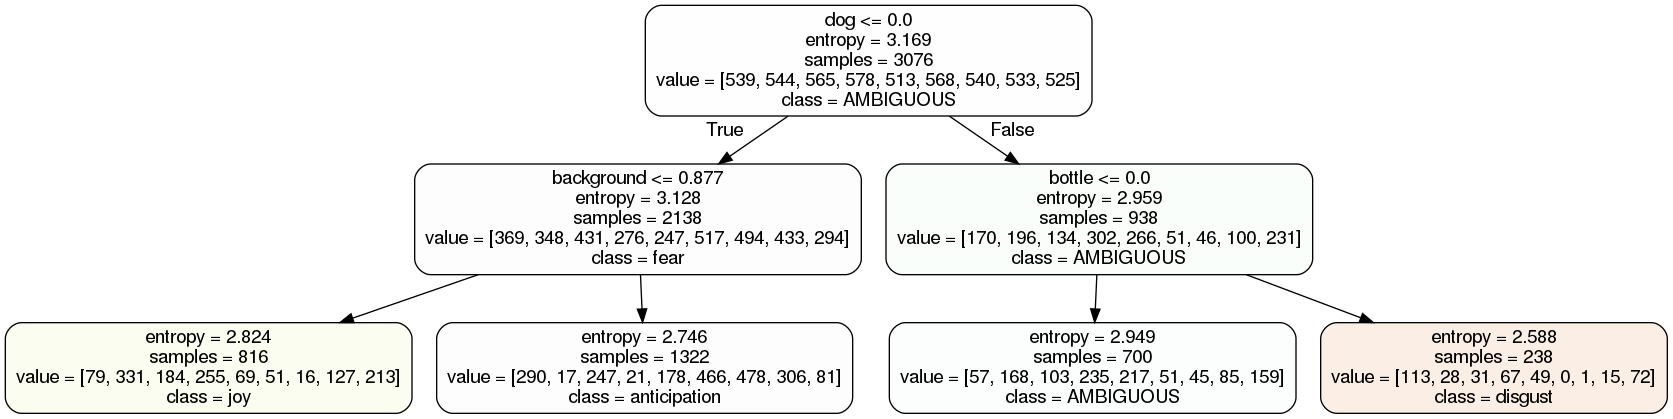 dog <= 0.0
entropy = 3.169
samples = 3076
value = [539, 544, 565, 578, 513, 568, 540, 533, 525]
class = AMBIGUOUS
True
False
background <= 0.877
entropy = 3.128
samples = 2138
value = [369, 348, 431, 276, 247, 517, 494, 433, 294]
class = fear
bottle <= 0.0
entropy = 2.959
samples = 938
value = [170, 196, 134, 302, 266, 51, 46, 100, 231]
class = AMBIGUOUS
entropy = 2.824
samples = 816
value = [79, 331, 184, 255, 69, 51, 16, 127, 213]
class = joy
entropy = 2.746
samples = 1322
value = [290, 17, 247, 21, 178, 466, 478, 306, 81]
class = anticipation
entropy = 2.949
samples = 700
value = [57, 168, 103, 235, 217, 51, 45, 85, 159]
class = AMBIGUOUS
entropy = 2.588
samples = 238
value = [113, 28, 31, 67, 49, 0, 1, 15, 72]
class = disgust